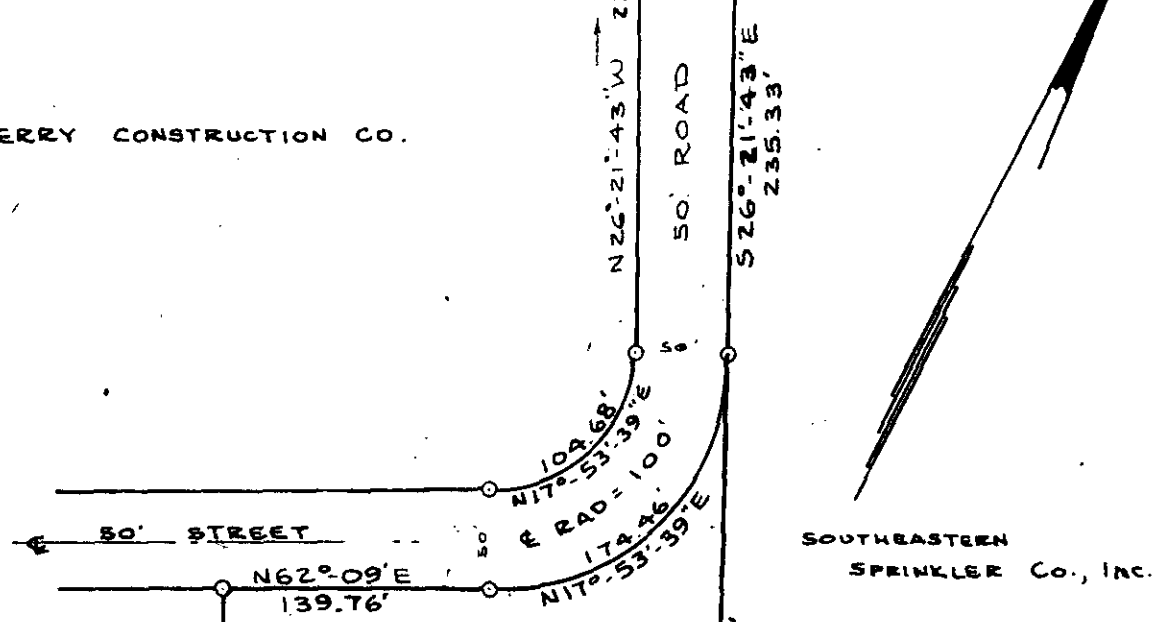 ERRY CONSTRUCTION CO.
N26°-21'-43"W
50' ROAD
S26°-21'-43"E
235.33'
50'
104.68'
N17°-53'-39"E
℄ RAD = 100'
174.46'
N17°-53'-39"E
50' STREET
50
N62°-09'E
139.76'
SOUTHEASTERN
SPRINKLER Co., INC.